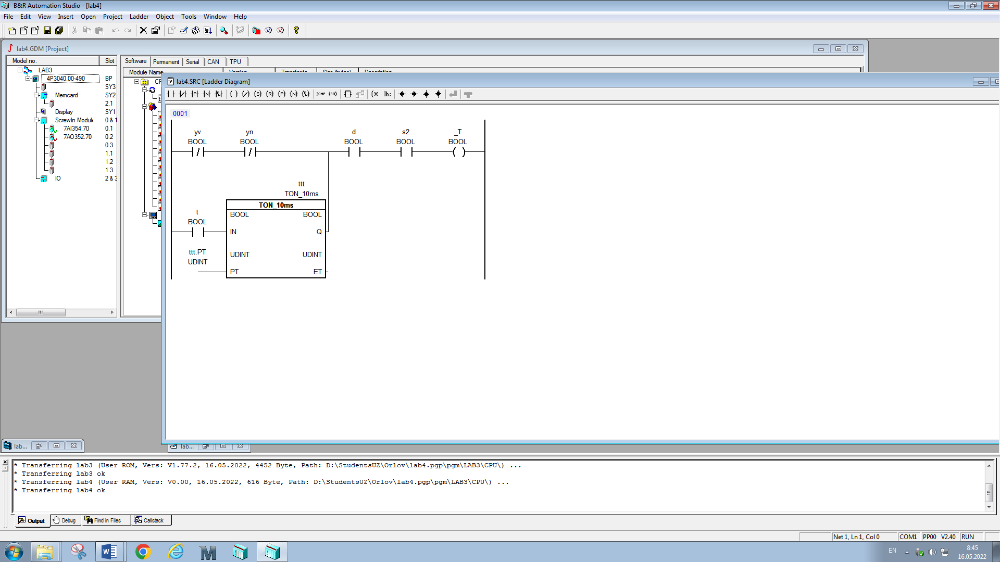 B&R Automation Studio - [lab4]
File Edit View Insert Open Project Ladder Object Tools Window Help
lab4.GDM [Project]
Model no. Slot
LAB3
4P3040.00-490 BP
SY3
Memcard SY2
2.1
Display SY1
ScrewIn Module 0 & 1
7AI354.70 0.1
7AO352.70 0.2
0.3
1.1
1.2
1.3
IO 2 & 3
Software Permanent Serial CAN TPU
Module Name
lab4.SRC [Ladder Diagram]
0001
yv yn d s2 _T
BOOL BOOL BOOL BOOL BOOL
ttt
TON_10ms
TON_10ms
t
BOOL BOOL BOOL
IN Q
ttt.PT
UDINT UDINT UDINT
PT ET
lab... lab...
* Transferring lab3 (User ROM, Vers: V1.77.2, 16.05.2022, 4452 Byte, Path: D:\StudentsUZ\Orlov\lab4.pgp\pgm\LAB3\CPU\) ...
* Transferring lab3 ok
* Transferring lab4 (User RAM, Vers: V0.00, 16.05.2022, 616 Byte, Path: D:\StudentsUZ\Orlov\lab4.pgp\pgm\LAB3\CPU\) ...
* Transferring lab4 ok
Output Debug Find in Files Callstack
Net 1, Ln 1, Col 0 COM1 PP00 V2.40 RUN
EN 8:45
16.05.2022